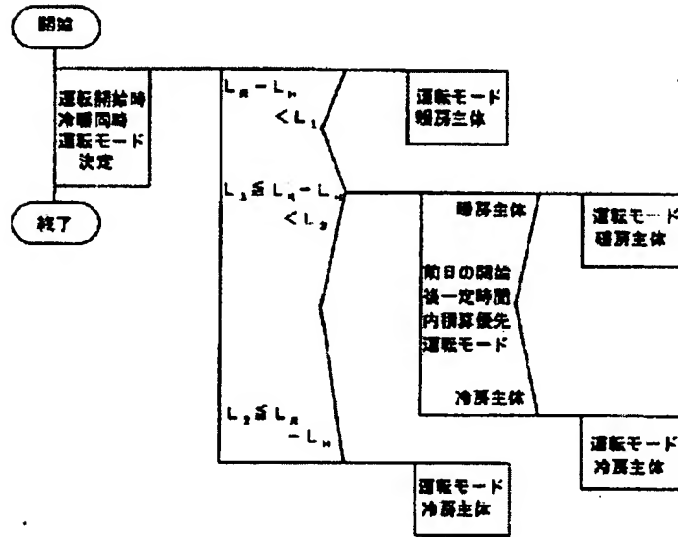 開始
運転開始時
冷暖同時
運転モード
決定
終了
L_R − L_H
< L_1
運転モード
暖房主体
L_1 ≦ L_R − L_H
< L_2
暖房主体
前日の開始
後一定時間
内積算優先
運転モード
冷房主体
運転モード
暖房主体
L_2 ≦ L_R
− L_H
運転モード
冷房主体
運転モード
冷房主体